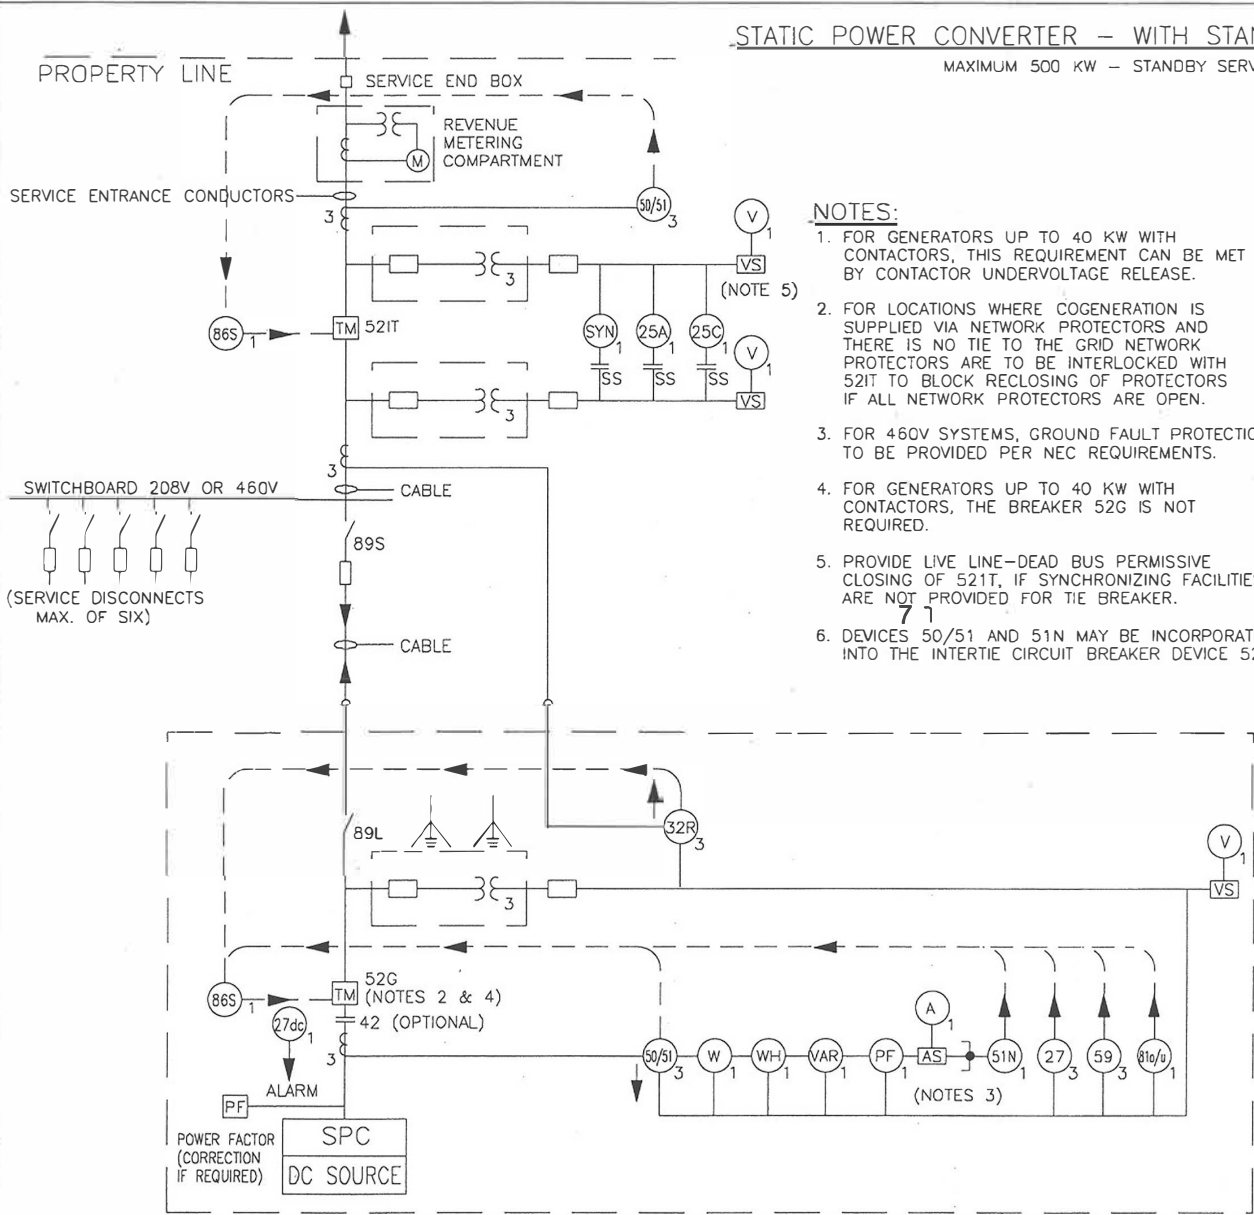 STATIC POWER CONVERTER – WITH STAN
MAXIMUM 500 KW – STANDBY SERV
PROPERTY LINE
SERVICE END BOX
REVENUE
METERING
COMPARTMENT
M
SERVICE ENTRANCE CONDUCTORS
3
50/51
3
V
1
VS
(NOTE 5)
3
86S
1
TM
52IT
SYN
1
25A
1
25C
1
SS
SS
SS
V
1
VS
3
3
CABLE
SWITCHBOARD 208V OR 460V
(SERVICE DISCONNECTS
MAX. OF SIX)
89S
CABLE
NOTES:
1. FOR GENERATORS UP TO 40 KW WITH
CONTACTORS, THIS REQUIREMENT CAN BE MET
BY CONTACTOR UNDERVOLTAGE RELEASE.
2. FOR LOCATIONS WHERE COGENERATION IS
SUPPLIED VIA NETWORK PROTECTORS AND
THERE IS NO TIE TO THE GRID NETWORK
PROTECTORS ARE TO BE INTERLOCKED WITH
52IT TO BLOCK RECLOSING OF PROTECTORS
IF ALL NETWORK PROTECTORS ARE OPEN.
3. FOR 460V SYSTEMS, GROUND FAULT PROTECTIO
TO BE PROVIDED PER NEC REQUIREMENTS.
4. FOR GENERATORS UP TO 40 KW WITH
CONTACTORS, THE BREAKER 52G IS NOT
REQUIRED.
5. PROVIDE LIVE LINE–DEAD BUS PERMISSIVE
CLOSING OF 521T, IF SYNCHRONIZING FACILITIE
ARE NOT PROVIDED FOR TIE BREAKER.
7
6. DEVICES 50/51 AND 51N MAY BE INCORPORAT
INTO THE INTERTIE CIRCUIT BREAKER DEVICE 52
89L
32R
3
3
V
1
VS
86S
1
TM
52G
(NOTES 2 & 4)
42 (OPTIONAL)
27dc
1
3
ALARM
PF
POWER FACTOR
(CORRECTION
IF REQUIRED)
SPC
DC SOURCE
50/51
3
W
1
WH
1
VAR
1
PF
1
A
1
AS
51N
1
27
3
59
3
81o/u
1
(NOTES 3)